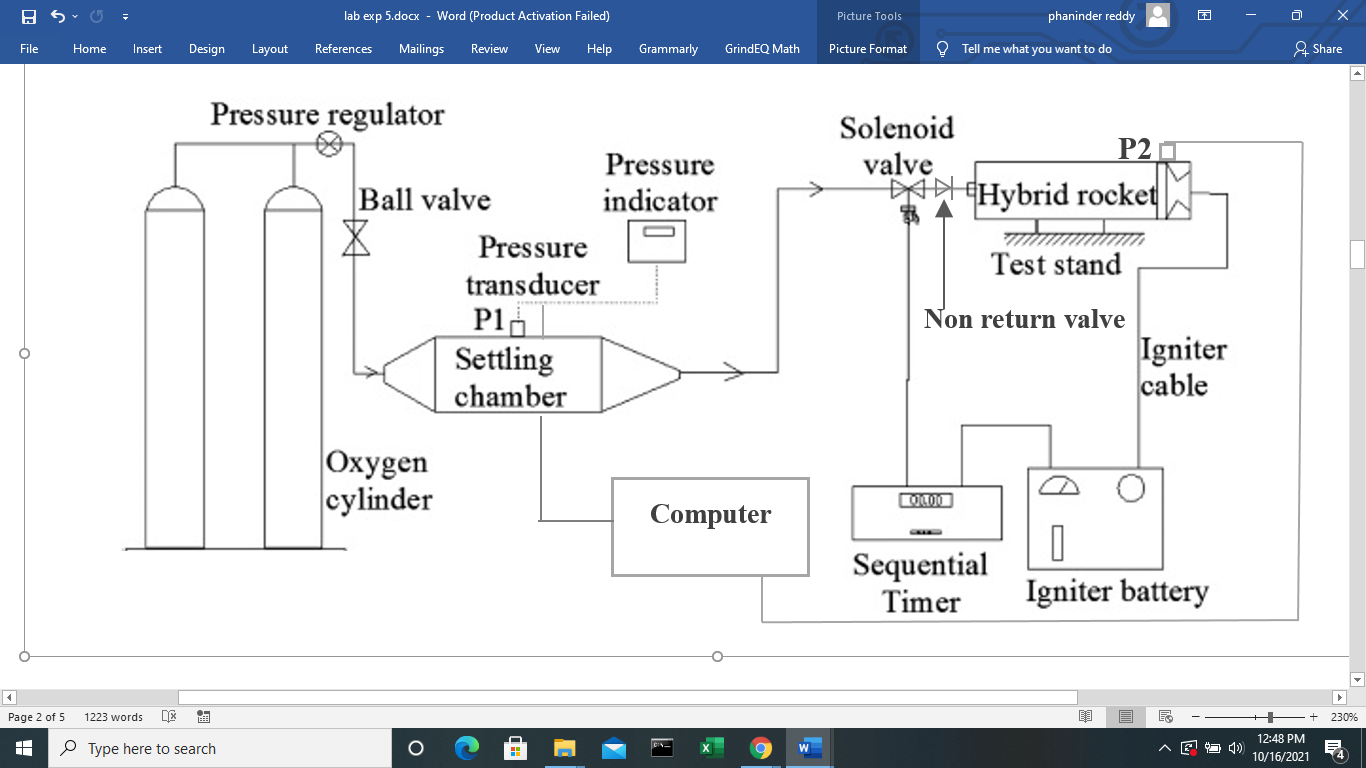 lab exp 5.docx - Word (Product Activation Failed)
Picture Tools
phaninder reddy
File Home Insert Design Layout References Mailings Review View Help Grammarly GrindEQ Math Picture Format Tell me what you want to do Share
Pressure regulator
Ball valve
Pressure
indicator
Pressure
transducer
P1
Settling
chamber
Oxygen
cylinder
Solenoid
valve
P2
Hybrid rocket
Test stand
Non return valve
Igniter
cable
Computer
00.00
Sequential
Timer
Igniter battery
Page 2 of 5 1223 words
230%
Type here to search
12:48 PM
10/16/2021
4